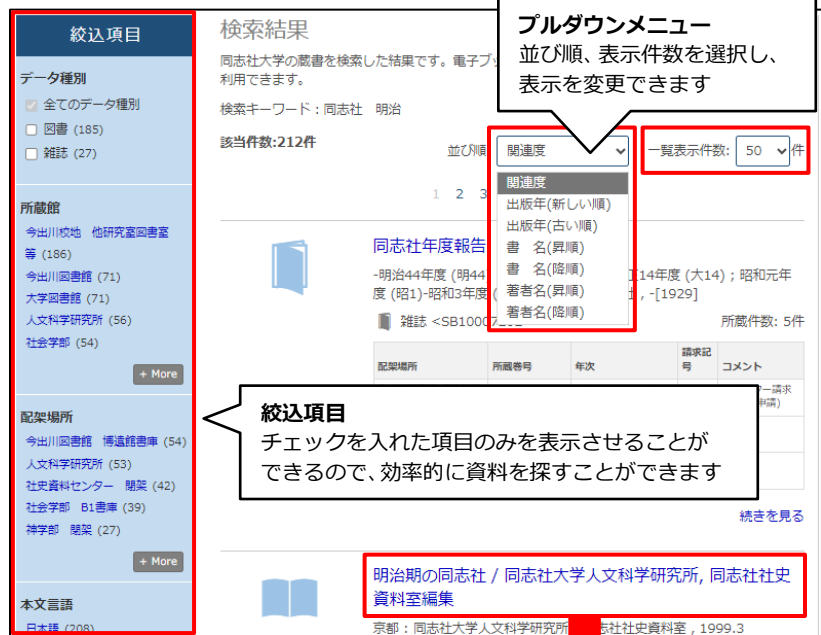 絞込項目
データ種別
全てのデータ種別
図書 (185)
雑誌 (27)
所蔵館
今出川校地 他研究室図書室
等 (186)
今出川図書館 (71)
大学図書館 (71)
人文科学研究所 (56)
社会学部 (54)
+ More
配架場所
今出川図書館 博遠館書庫 (54)
人文科学研究所 (53)
社史資料センター 閉架 (42)
社会学部 B1書庫 (39)
神学部 閉架 (27)
+ More
本文言語
日本語 (208)
検索結果
同志社大学の蔵書を検索した結果です。電子ブッ
利用できます。
検索キーワード：同志社 明治
該当件数:212件
プルダウンメニュー
並び順、表示件数を選択し、
表示を変更できます
並び順
関連度
一覧表示件数: 50 件
1 2 3
関連度
出版年(新しい順)
出版年(古い順)
書 名(昇順)
書 名(降順)
著者名(昇順)
著者名(降順)
同志社年度報告
-明治44年度 (明44) 14年度 (大14) ; 昭和元年
度 (昭1)-昭和3年度 , -[1929]
雑誌 <SB1000
所蔵件数: 5件
配架場所 所蔵巻号 年次 請求記号 コメント
絞込項目
チェックを入れた項目のみを表示させることが
できるので、効率的に資料を探すことができます
続きを見る
明治期の同志社 / 同志社大学人文科学研究所, 同志社社史
資料室編集
京都 : 同志社大学人文科学研究所 志社社史資料室 , 1999.3